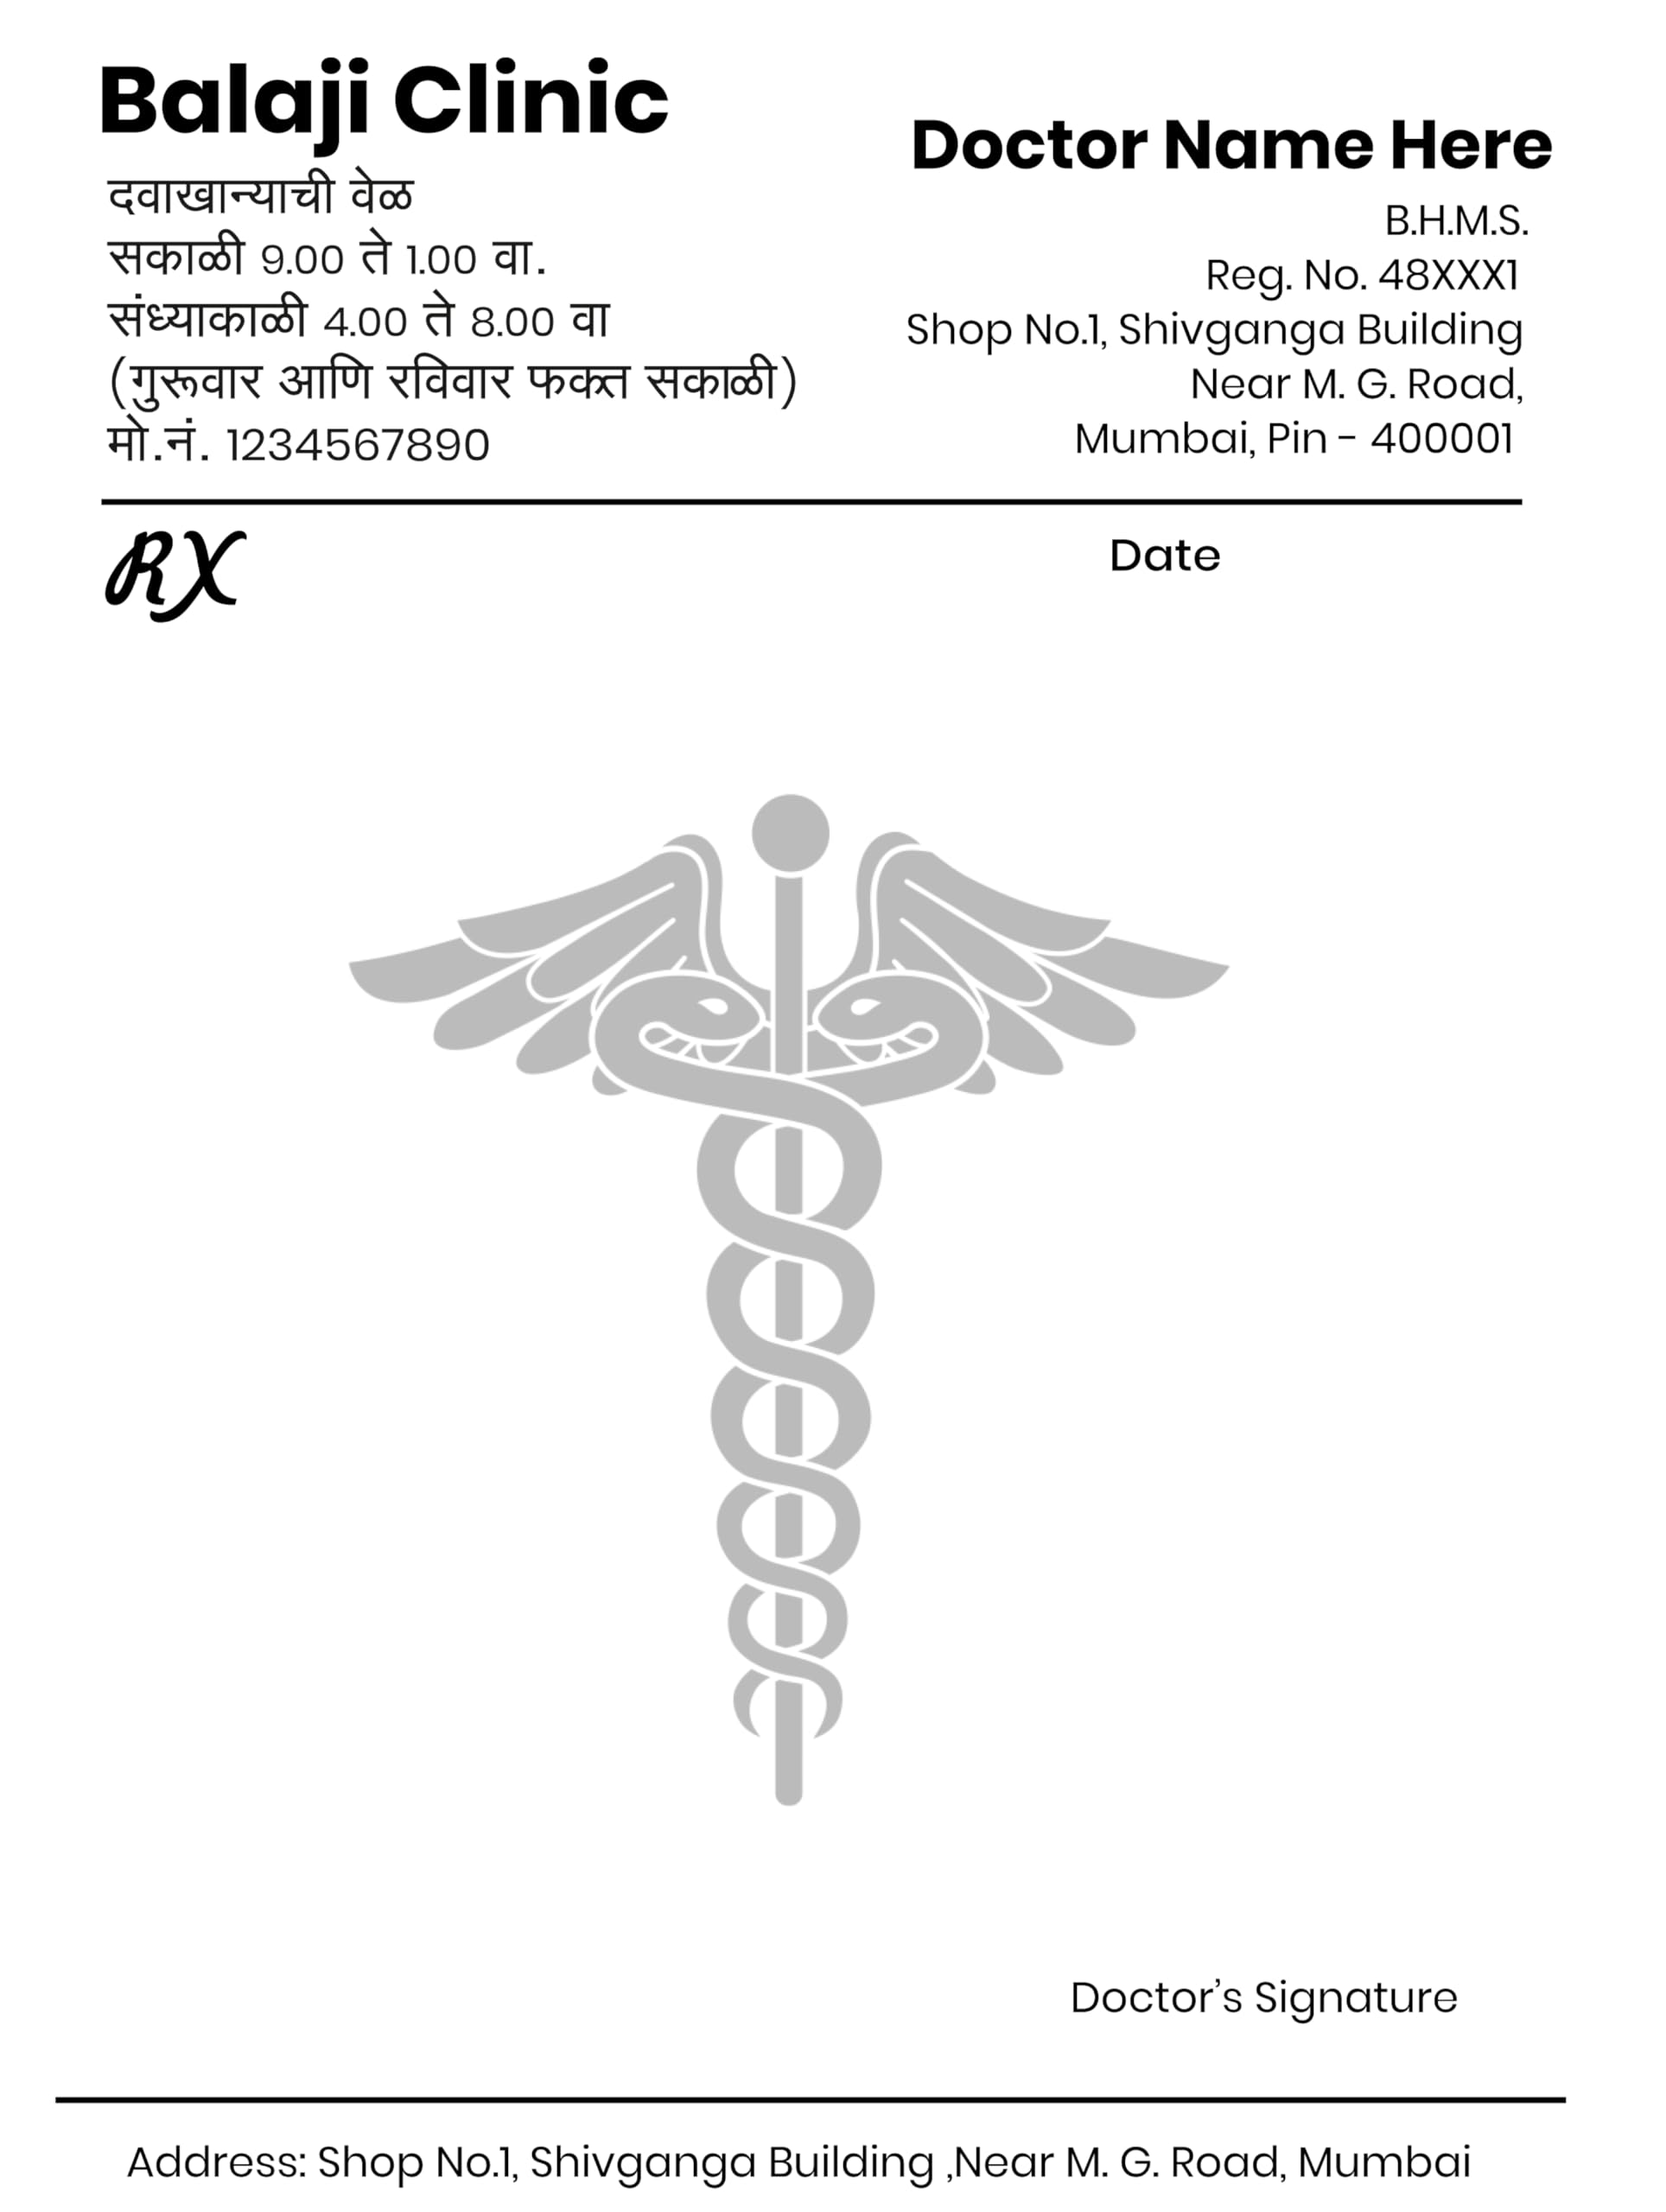 Balaji Clinic
दवाखान्याची वेळ
सकाळी 9.00 ते 1.00 वा.
संध्याकाळी 4.00 ते 8.00 वा
(गुरुवार आणि रविवार फक्त सकाळी)
मो.नं. 1234567890
Doctor Name Here
B.H.M.S.
Reg. No. 48XXX1
Shop No.1, Shivganga Building
Near M. G. Road,
Mumbai, Pin - 400001
RX
Date
Doctor's Signature
Address: Shop No.1, Shivganga Building ,Near M. G. Road, Mumbai